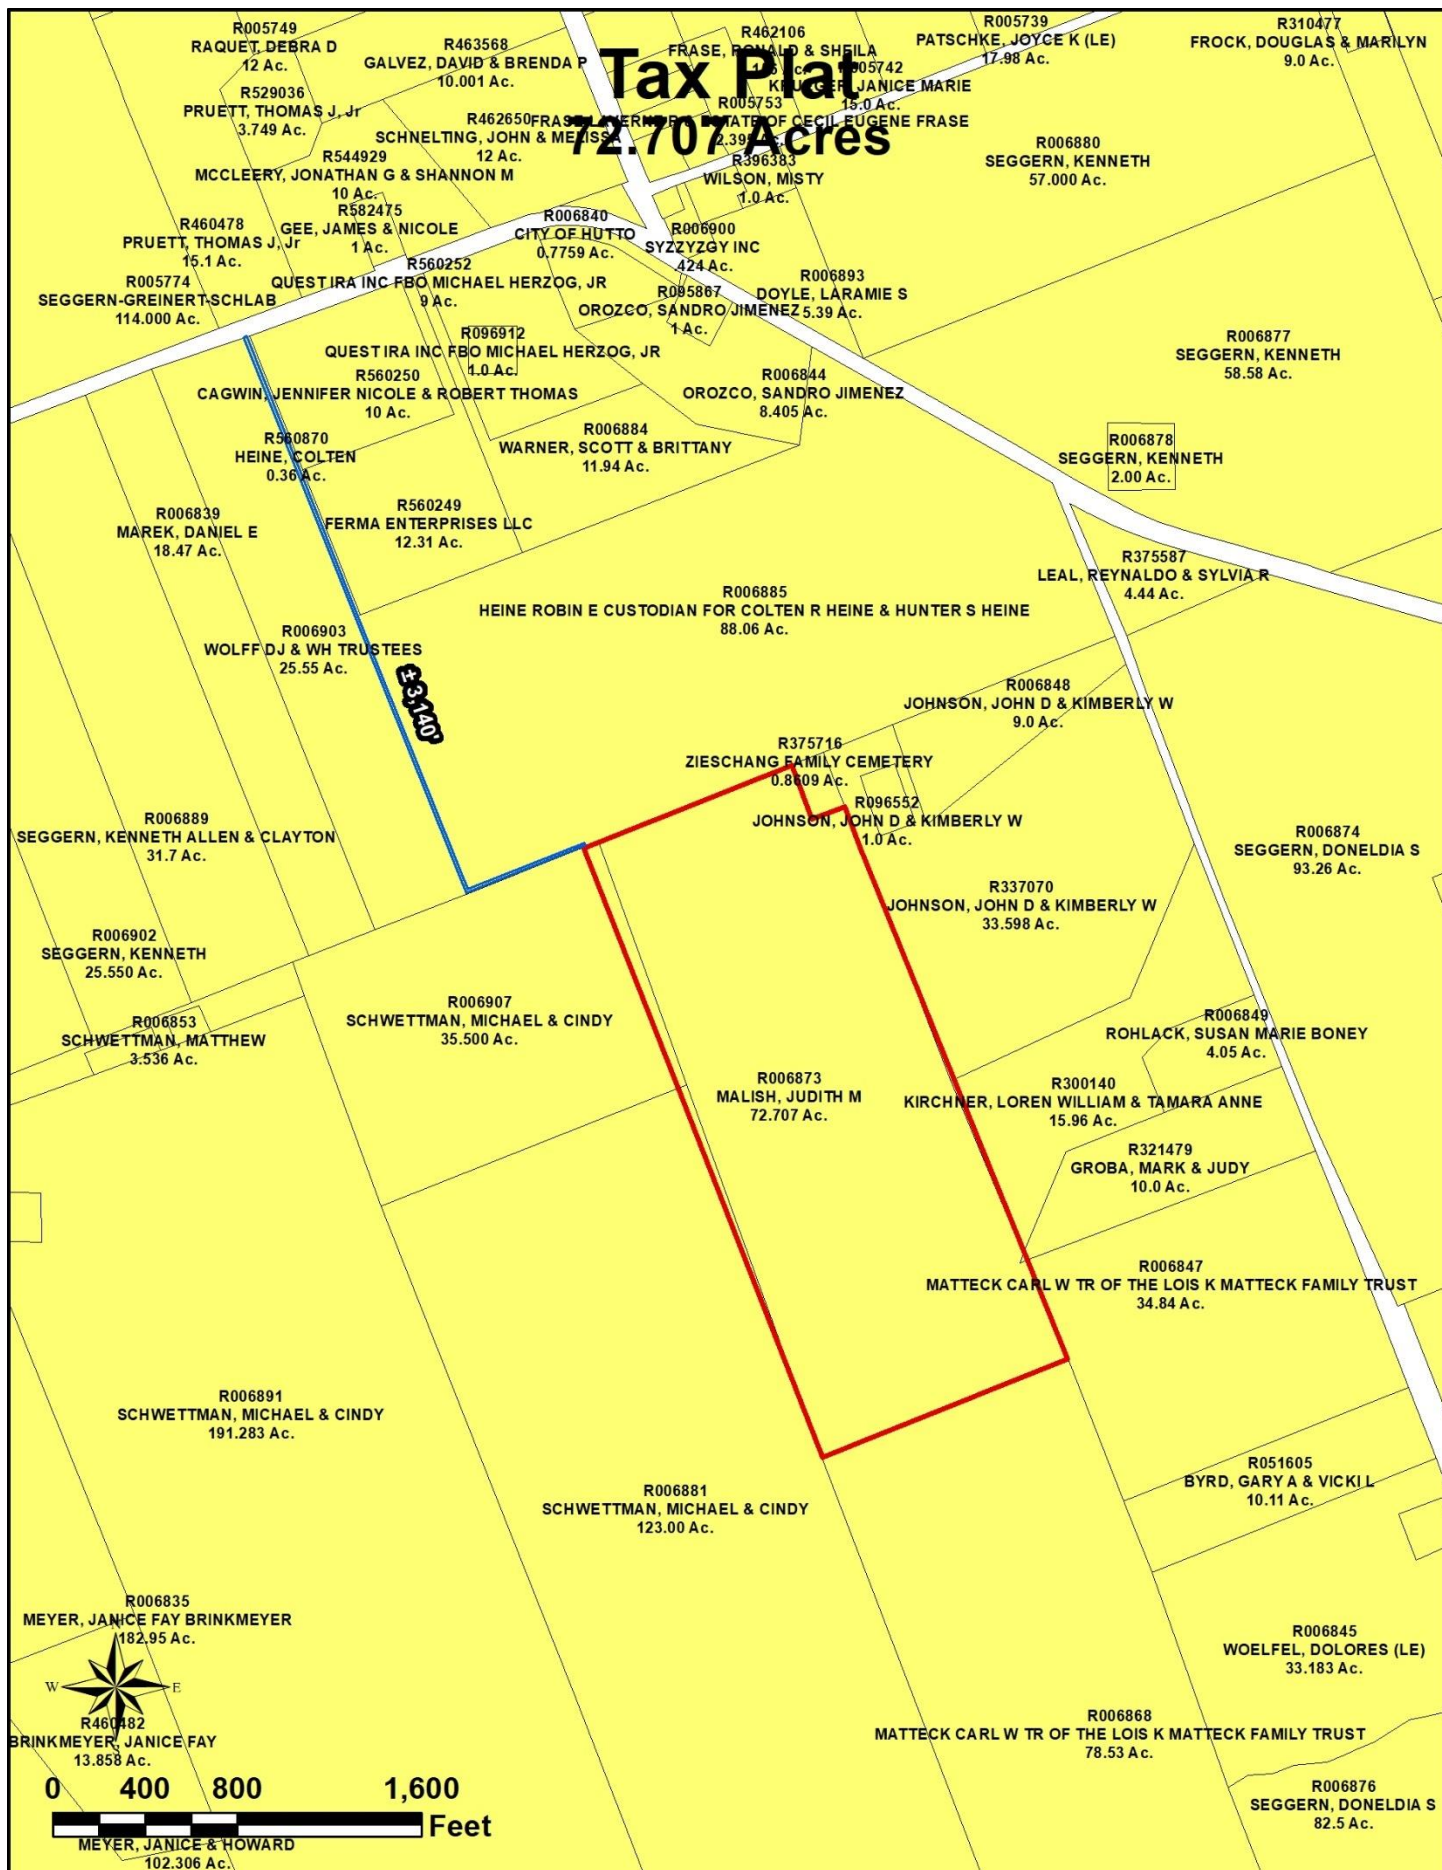 Tax Plat
72.707 Acres
R005749
RAQUET, DEBRA D
12 Ac.
R463568
GALVEZ, DAVID & BRENDA P
10.001 Ac.
R462106
FRASE, RONALD & SHEILA
R005739
PATSCHKE, JOYCE K (LE)
17.98 Ac.
R310477
FROCK, DOUGLAS & MARILYN
9.0 Ac.
R529036
PRUETT, THOMAS J, Jr
3.749 Ac.
R005742
KRUEGER, JANICE MARIE
15.0 Ac.
R462650
SCHNELTING, JOHN & MELISSA
12 Ac.
R005753
ESTATE OF CECIL EUGENE FRASE
R544929
MCCLEERY, JONATHAN G & SHANNON M
10 Ac.
R396383
WILSON, MISTY
1.0 Ac.
R006880
SEGGERN, KENNETH
57.000 Ac.
R460478
PRUETT, THOMAS J, Jr
15.1 Ac.
R582475
GEE, JAMES & NICOLE
1 Ac.
R006840
CITY OF HUTTO
0.7759 Ac.
R006900
SYZZYZGY INC
.424 Ac.
R005774
SEGGERN-GREINERT-SCHLAB
114.000 Ac.
R560252
QUEST IRA INC FBO MICHAEL HERZOG, JR
9 Ac.
R006893
DOYLE, LARAMIE S
5.39 Ac.
R095867
OROZCO, SANDRO JIMENEZ
1 Ac.
R096912
QUEST IRA INC FBO MICHAEL HERZOG, JR
1.0 Ac.
R006877
SEGGERN, KENNETH
58.58 Ac.
R560250
CAGWIN, JENNIFER NICOLE & ROBERT THOMAS
10 Ac.
R006844
OROZCO, SANDRO JIMENEZ
8.405 Ac.
R560870
HEINE, COLTEN
0.36 Ac.
R006884
WARNER, SCOTT & BRITTANY
11.94 Ac.
R006878
SEGGERN, KENNETH
2.00 Ac.
R006839
MAREK, DANIEL E
18.47 Ac.
R560249
FERMA ENTERPRISES LLC
12.31 Ac.
R375587
LEAL, REYNALDO & SYLVIA R
4.44 Ac.
R006885
HEINE ROBIN E CUSTODIAN FOR COLTEN R HEINE & HUNTER S HEINE
88.06 Ac.
R006903
WOLFF DJ & WH TRUSTEES
25.55 Ac.
± 3,140'
R006848
JOHNSON, JOHN D & KIMBERLY W
9.0 Ac.
R375716
ZIESCHANG FAMILY CEMETERY
0.8609 Ac.
R096552
JOHNSON, JOHN D & KIMBERLY W
1.0 Ac.
R006889
SEGGERN, KENNETH ALLEN & CLAYTON
31.7 Ac.
R006874
SEGGERN, DONELDIA S
93.26 Ac.
R337070
JOHNSON, JOHN D & KIMBERLY W
33.598 Ac.
R006902
SEGGERN, KENNETH
25.550 Ac.
R006907
SCHWETTMAN, MICHAEL & CINDY
35.500 Ac.
R006853
SCHWETTMAN, MATTHEW
3.536 Ac.
R006849
ROHLACK, SUSAN MARIE BONEY
4.05 Ac.
R006873
MALISH, JUDITH M
72.707 Ac.
R300140
KIRCHNER, LOREN WILLIAM & TAMARA ANNE
15.96 Ac.
R321479
GROBA, MARK & JUDY
10.0 Ac.
R006847
MATTECK CARL W TR OF THE LOIS K MATTECK FAMILY TRUST
34.84 Ac.
R006891
SCHWETTMAN, MICHAEL & CINDY
191.283 Ac.
R006881
SCHWETTMAN, MICHAEL & CINDY
123.00 Ac.
R051605
BYRD, GARY A & VICKI L
10.11 Ac.
R006835
MEYER, JANICE FAY BRINKMEYER
182.95 Ac.
R006845
WOELFEL, DOLORES (LE)
33.183 Ac.
N
W E
S
R460482
BRINKMEYER, JANICE FAY
13.858 Ac.
R006868
MATTECK CARL W TR OF THE LOIS K MATTECK FAMILY TRUST
78.53 Ac.
R006876
SEGGERN, DONELDIA S
82.5 Ac.
0 400 800 1,600
Feet
MEYER, JANICE & HOWARD
102.306 Ac.